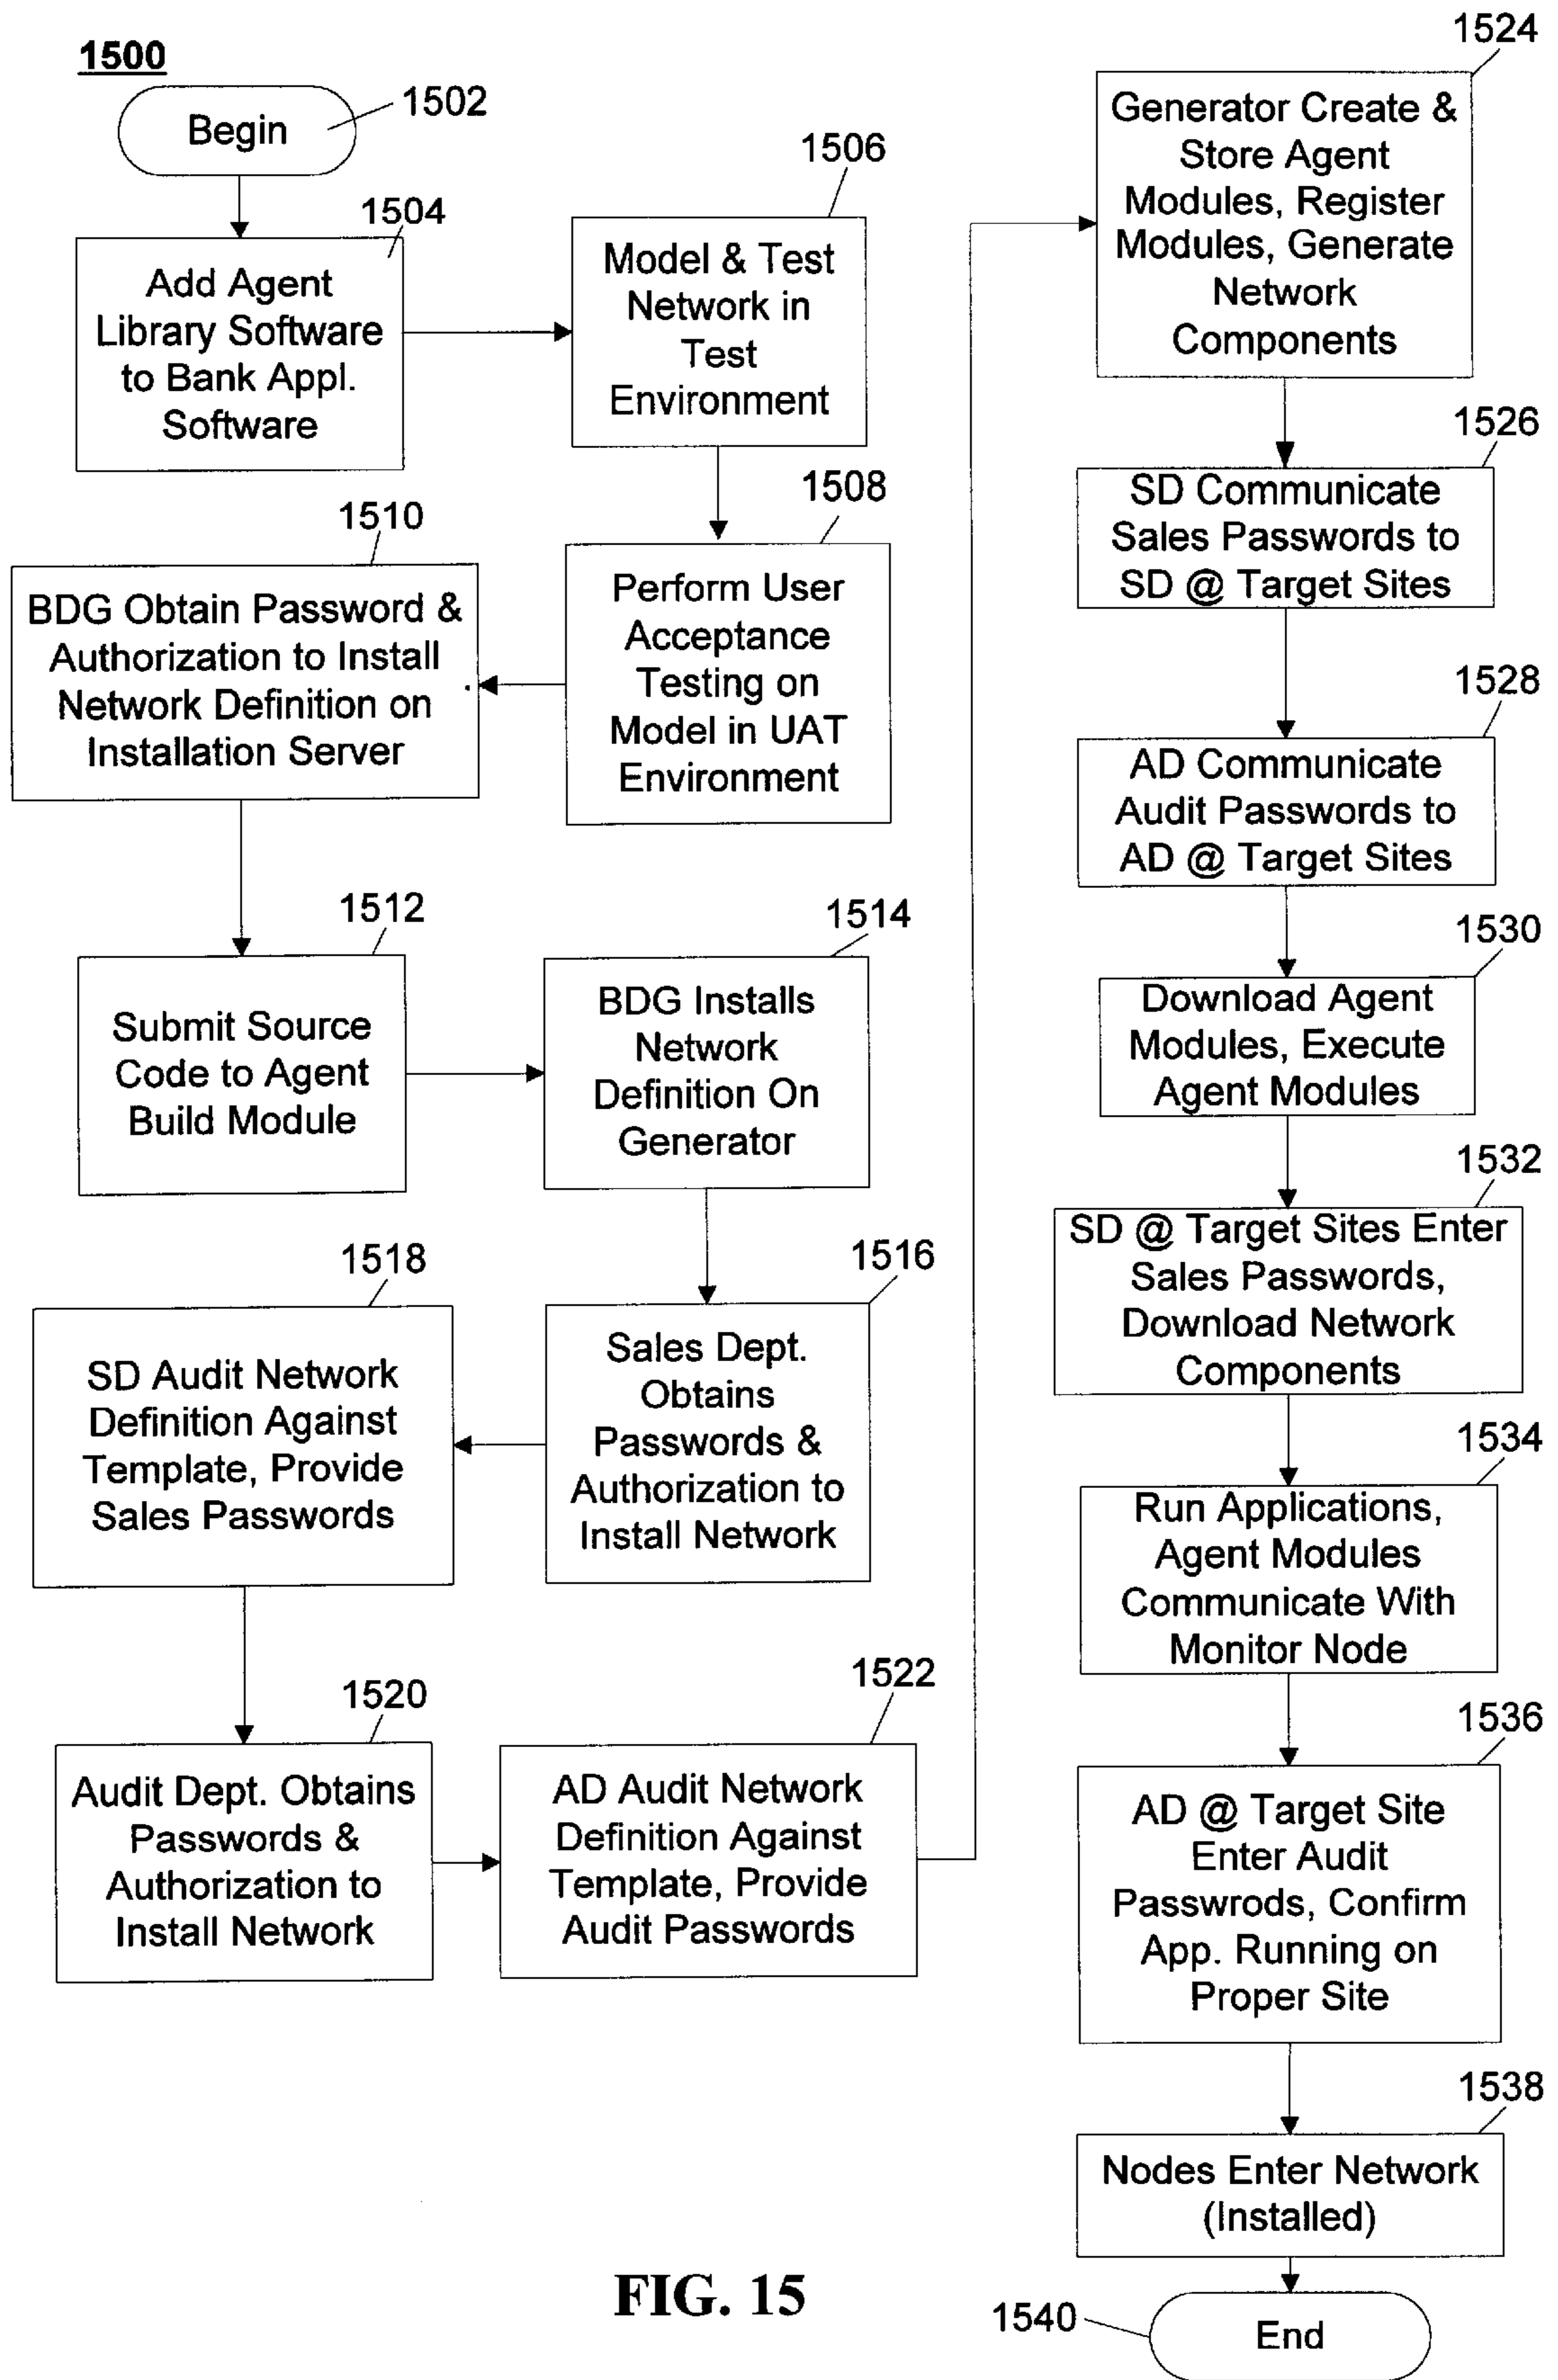 1500
1502
Begin
1504
Add Agent
Library Software
to Bank Appl.
Software
1506
Model & Test
Network in
Test
Environment
1508
Perform User
Acceptance
Testing on
Model in UAT
Environment
1510
BDG Obtain Password &
Authorization to Install
Network Definition on
Installation Server
1512
Submit Source
Code to Agent
Build Module
1514
BDG Installs
Network
Definition On
Generator
1516
Sales Dept.
Obtains
Passwords &
Authorization to
Install Network
1518
SD Audit Network
Definition Against
Template, Provide
Sales Passwords
1520
Audit Dept. Obtains
Passwords &
Authorization to
Install Network
1522
AD Audit Network
Definition Against
Template, Provide
Audit Passwords
1524
Generator Create &
Store Agent
Modules, Register
Modules, Generate
Network
Components
1526
SD Communicate
Sales Passwords to
SD @ Target Sites
1528
AD Communicate
Audit Passwords to
AD @ Target Sites
1530
Download Agent
Modules, Execute
Agent Modules
1532
SD @ Target Sites Enter
Sales Passwords,
Download Network
Components
1534
Run Applications,
Agent Modules
Communicate With
Monitor Node
1536
AD @ Target Site
Enter Audit
Passwrods, Confirm
App. Running on
Proper Site
1538
Nodes Enter Network
(Installed)
1540
End
FIG. 15